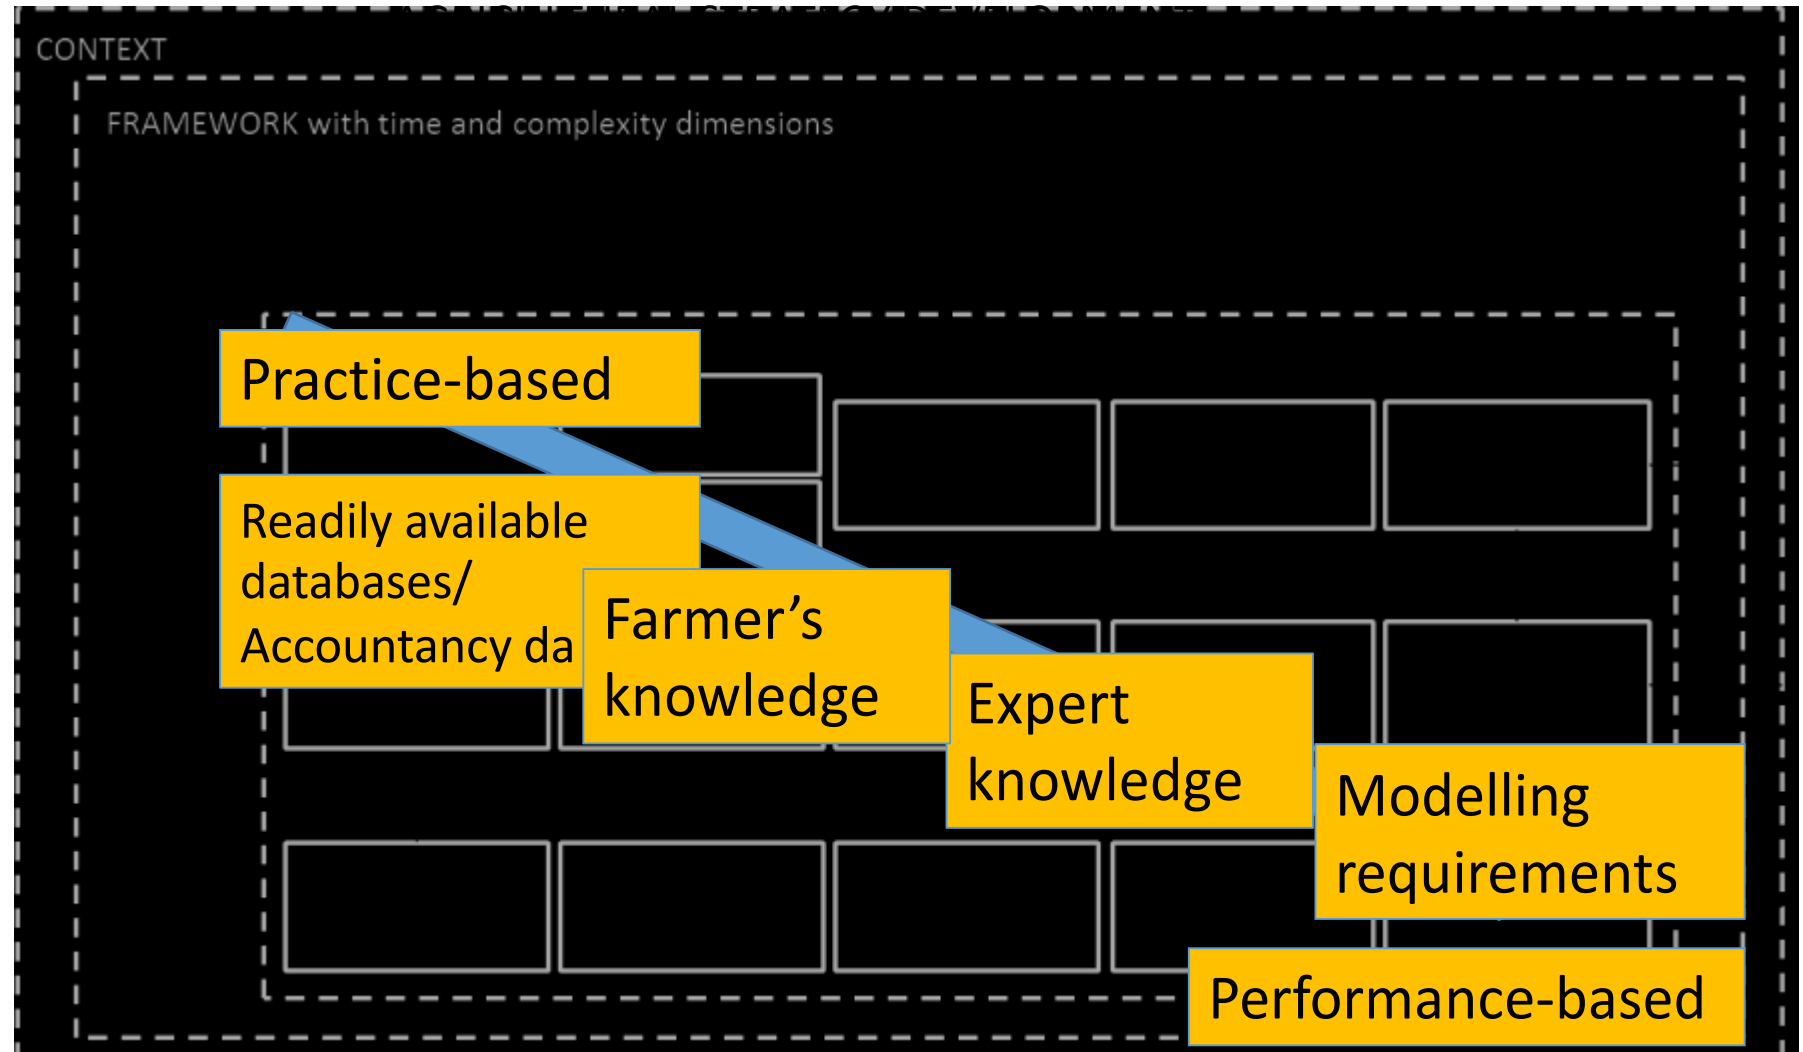 CONTEXT
FRAMEWORK with time and complexity dimensions
Practice-based
Readily available
databases/
Accountancy da
Farmer’s
knowledge
Expert
knowledge
Modelling
requirements
Performance-based